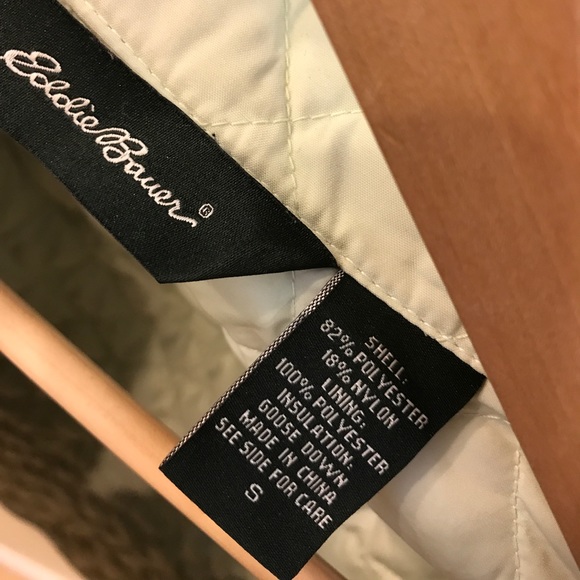 Eddie Bauer®
SHELL:
82% POLYESTER
18% NYLON
LINING:
100% POLYESTER
INSULATION:
GOOSE DOWN
MADE IN CHINA
SEE SIDE FOR CARE
S